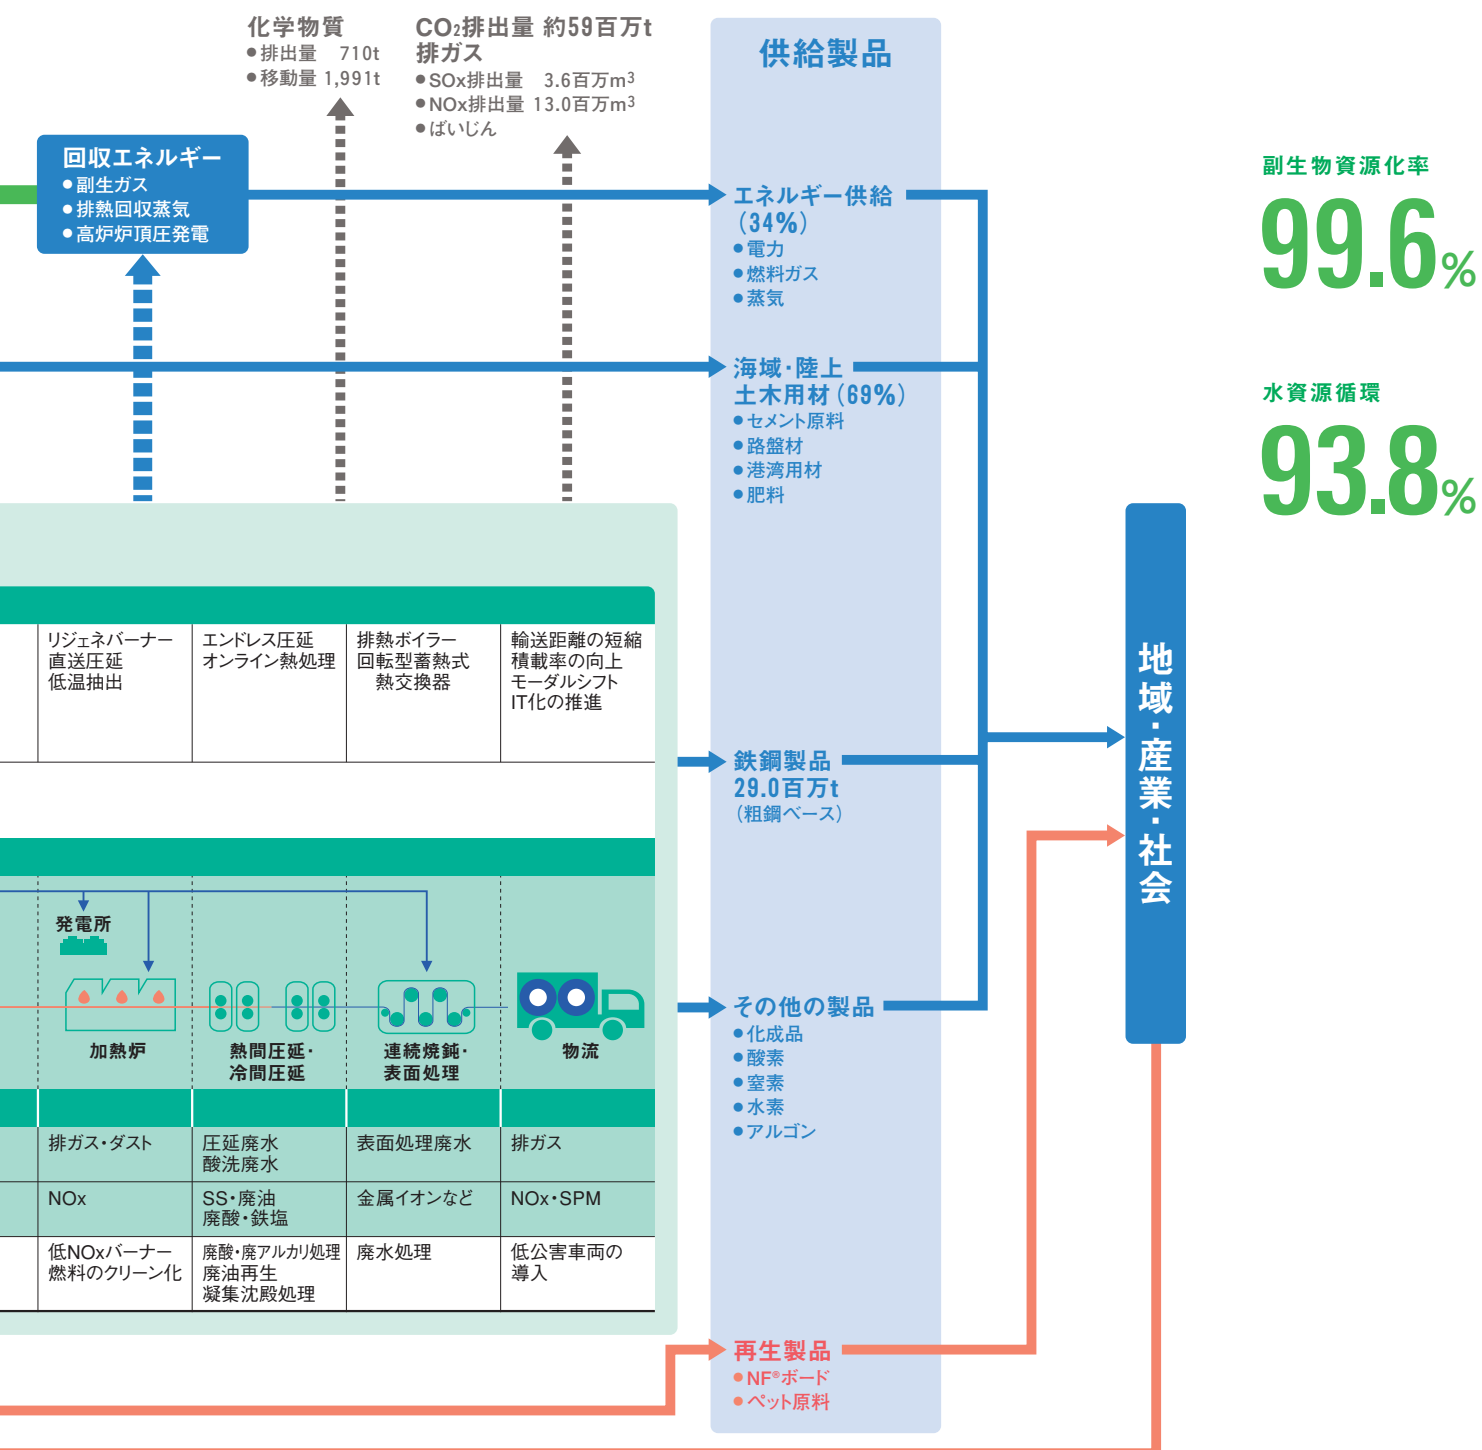 化学物質
●排出量 710t
●移動量 1,991t
CO₂排出量 約59百万t
排ガス
●SOx排出量 3.6百万m³
●NOx排出量 13.0百万m³
●ばいじん
供給製品
回収エネルギー
●副生ガス
●排熱回収蒸気
●高炉炉頂圧発電
エネルギー供給
(34%)
●電力
●燃料ガス
●蒸気
海域・陸上
土木用材(69%)
●セメント原料
●路盤材
●港湾用材
●肥料
副生物資源化率
99.6%
水資源循環
93.8%
リジェネバーナー
直送圧延
低温抽出
エンドレス圧延
オンライン熱処理
排熱ボイラー
回転型蓄熱式
熱交換器
輸送距離の短縮
積載率の向上
モーダルシフト
IT化の推進
鉄鋼製品
29.0百万t
(粗鋼ベース)
地域・産業・社会
発電所
加熱炉
熱間圧延・
冷間圧延
連続焼鈍・
表面処理
物流
その他の製品
●化成品
●酸素
●窒素
●水素
●アルゴン
排ガス・ダスト
圧延廃水
酸洗廃水
表面処理廃水
排ガス
NOx
SS・廃油
廃酸・鉄塩
金属イオンなど
NOx・SPM
低NOxバーナー
燃料のクリーン化
廃酸・廃アルカリ処理
廃油再生
凝集沈殿処理
廃水処理
低公害車両の
導入
再生製品
●NF®ボード
●ペット原料